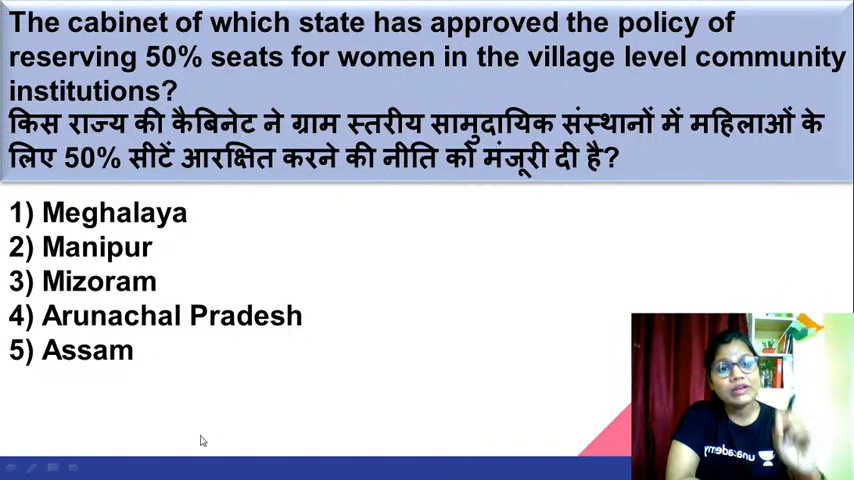 The cabinet of which state has approved the policy of
reserving 50% seats for women in the village level community
institutions?
किस राज्य की कैबिनेट ने ग्राम स्तरीय सामुदायिक संस्थानों में महिलाओं के
लिए 50% सीटें आरक्षित करने की नीति को मंजूरी दी है?
1) Meghalaya
2) Manipur
3) Mizoram
4) Arunachal Pradesh
5) Assam
unacademy